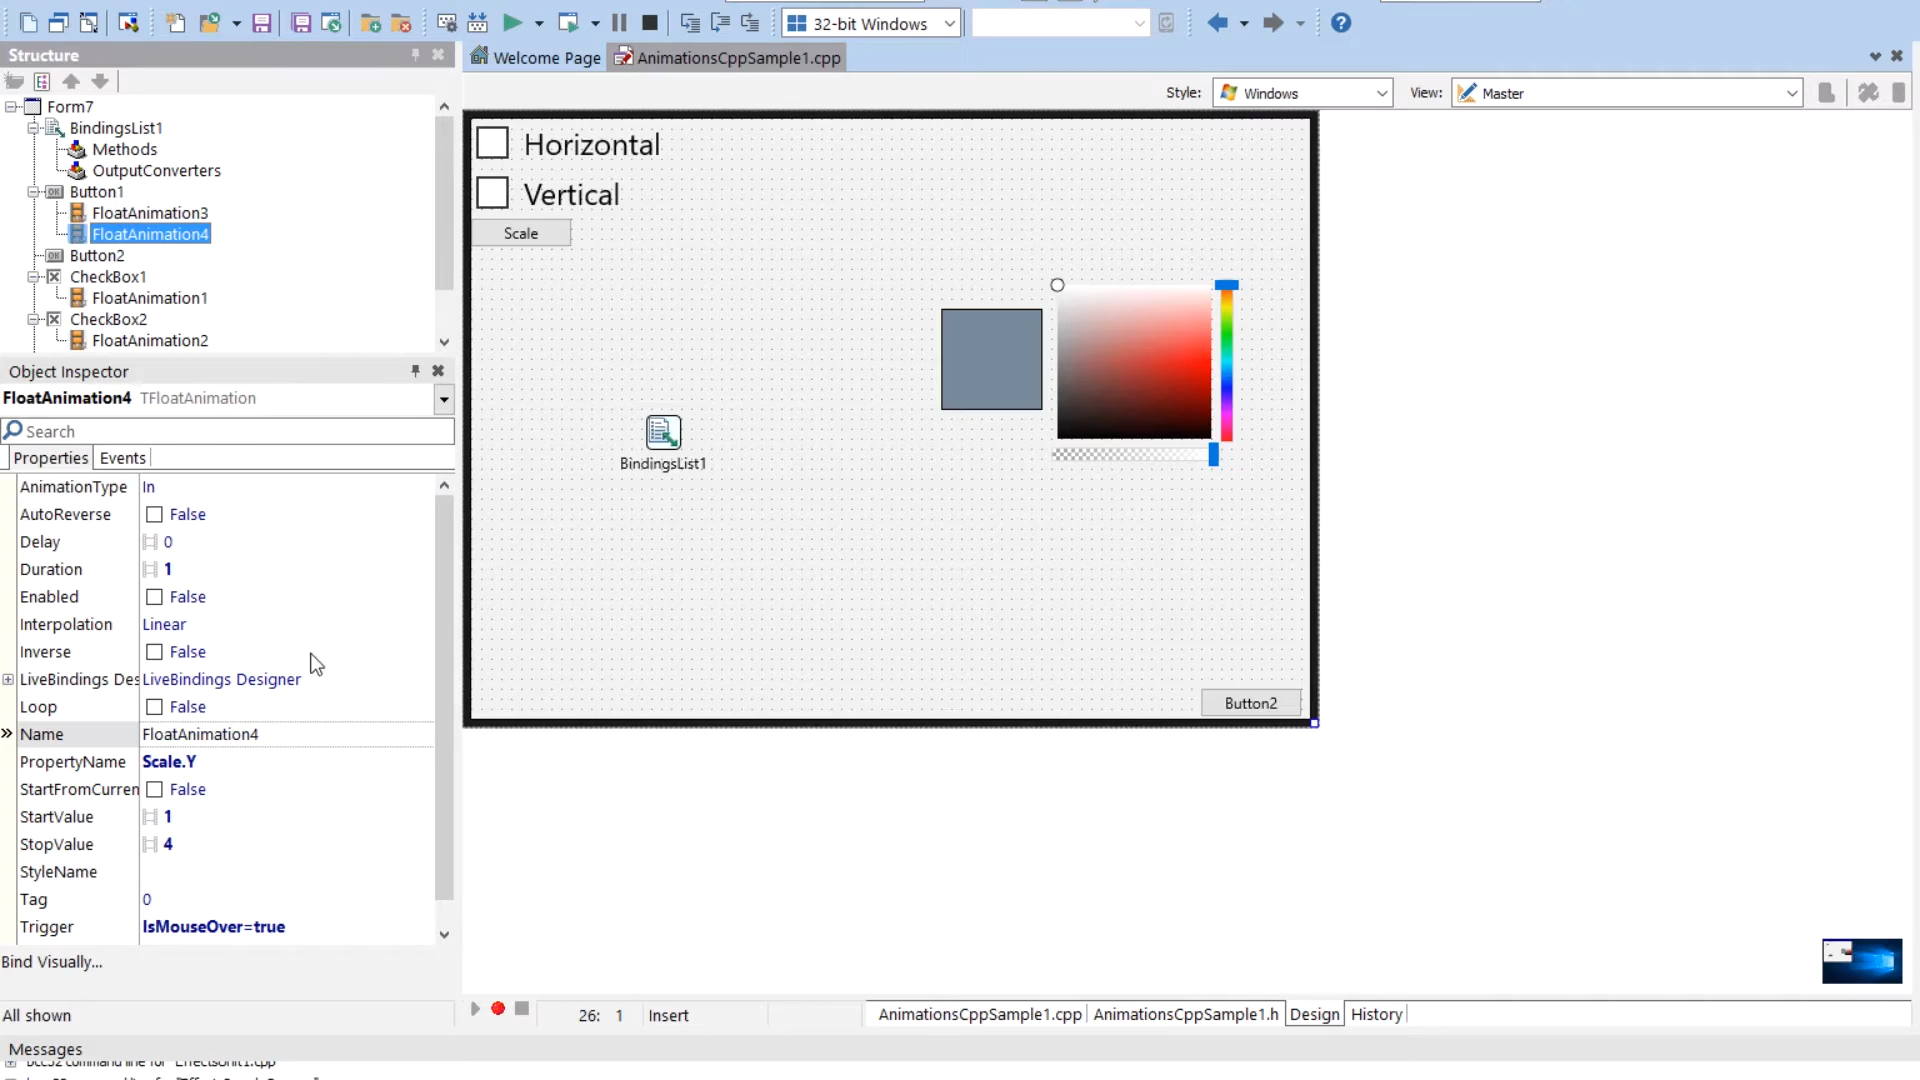 32-bit Windows
Structure
Welcome Page
AnimationsCppSample1.cpp
Style:
Windows
View:
Master
Form7
BindingsList1
Methods
OutputConverters
Button1
FloatAnimation3
FloatAnimation4
Button2
CheckBox1
FloatAnimation1
CheckBox2
FloatAnimation2
Horizontal
Vertical
Scale
BindingsList1
Button2
Object Inspector
FloatAnimation4 TFloatAnimation
Search
Properties Events
AnimationType In
AutoReverse False
Delay 0
Duration 1
Enabled False
Interpolation Linear
Inverse False
LiveBindings Des LiveBindings Designer
Loop False
Name FloatAnimation4
PropertyName Scale.Y
StartFromCurren False
StartValue 1
StopValue 4
StyleName
Tag 0
Trigger IsMouseOver=true
Bind Visually...
All shown
26: 1 Insert
AnimationsCppSample1.cpp AnimationsCppSample1.h Design History
Messages